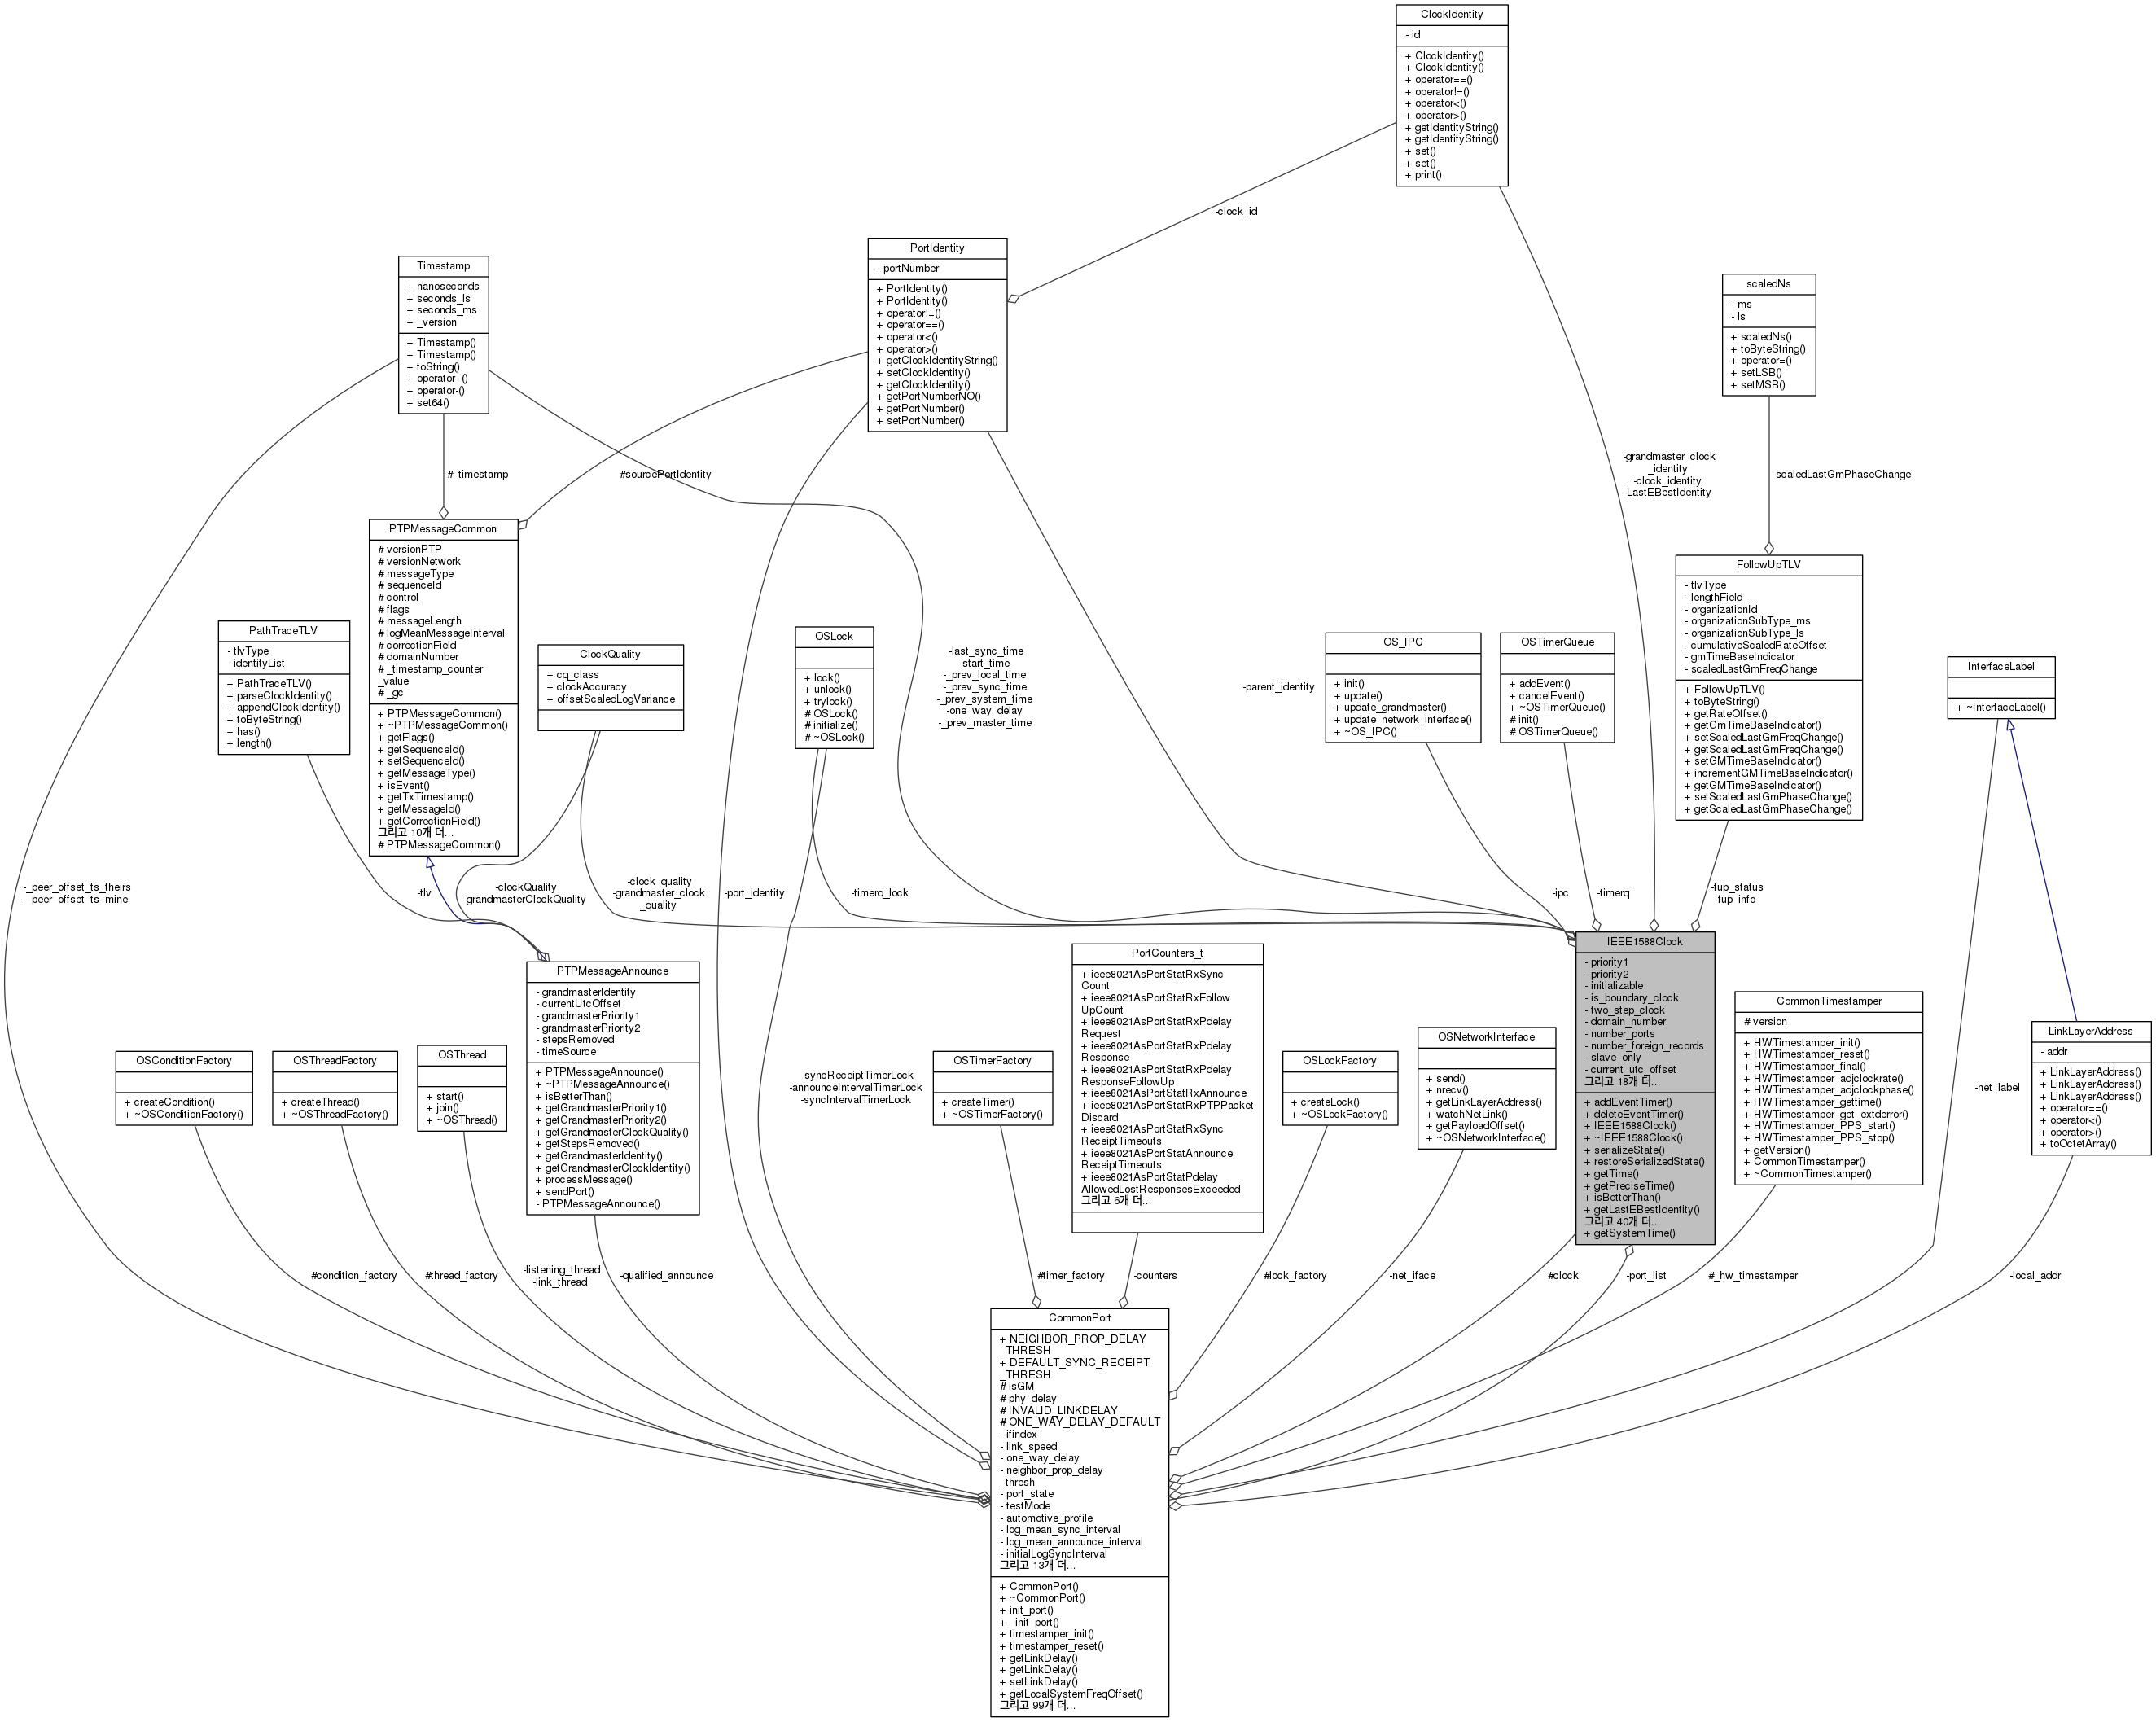 ClockIdentity
- id
+ ClockIdentity()
+ ClockIdentity()
+ operator==()
+ operator!=()
+ operator<()
+ operator>()
+ getIdentityString()
+ getIdentityString()
+ set()
+ set()
+ print()
-clock_id
PortIdentity
- portNumber
+ PortIdentity()
+ PortIdentity()
+ operator!=()
+ operator==()
+ operator<()
+ operator>()
+ getClockIdentityString()
+ setClockIdentity()
+ getClockIdentity()
+ getPortNumberNO()
+ getPortNumber()
+ setPortNumber()
Timestamp
+ nanoseconds
+ seconds_ls
+ seconds_ms
+ _version
+ Timestamp()
+ Timestamp()
+ toString()
+ operator+()
+ operator-()
+ set64()
scaledNs
- ms
- ls
+ scaledNs()
+ toByteString()
+ operator=()
+ setLSB()
+ setMSB()
#_timestamp
#sourcePortIdentity
-grandmaster_clock
_identity
-clock_identity
-LastEBestIdentity
-scaledLastGmPhaseChange
PTPMessageCommon
# versionPTP
# versionNetwork
# messageType
# sequenceId
# control
# flags
# messageLength
# logMeanMessageInterval
# correctionField
# domainNumber
# _timestamp_counter
_value
# _gc
+ PTPMessageCommon()
+ ~PTPMessageCommon()
+ getFlags()
+ getSequenceId()
+ setSequenceId()
+ getMessageType()
+ isEvent()
+ getTxTimestamp()
+ getMessageId()
+ getCorrectionField()
그리고 10개 더...
# PTPMessageCommon()
FollowUpTLV
- tlvType
- lengthField
- organizationId
- organizationSubType_ms
- organizationSubType_ls
- cumulativeScaledRateOffset
- gmTimeBaseIndicator
- scaledLastGmFreqChange
+ FollowUpTLV()
+ toByteString()
+ getRateOffset()
+ getGmTimeBaseIndicator()
+ setScaledLastGmFreqChange()
+ getScaledLastGmFreqChange()
+ setGMTimeBaseIndicator()
+ incrementGMTimeBaseIndicator()
+ getGMTimeBaseIndicator()
+ setScaledLastGmPhaseChange()
+ getScaledLastGmPhaseChange()
PathTraceTLV
- tlvType
- identityList
+ PathTraceTLV()
+ parseClockIdentity()
+ appendClockIdentity()
+ toByteString()
+ has()
+ length()
ClockQuality
+ cq_class
+ clockAccuracy
+ offsetScaledLogVariance
OSLock
+ lock()
+ unlock()
+ trylock()
# OSLock()
# initialize()
# ~OSLock()
-last_sync_time
-start_time
-_prev_local_time
-_prev_sync_time
-_prev_system_time
-one_way_delay
-_prev_master_time
-parent_identity
OS_IPC
+ init()
+ update()
+ update_grandmaster()
+ update_network_interface()
+ ~OS_IPC()
OSTimerQueue
+ addEvent()
+ cancelEvent()
+ ~OSTimerQueue()
# init()
# OSTimerQueue()
InterfaceLabel
+ ~InterfaceLabel()
-_peer_offset_ts_theirs
-_peer_offset_ts_mine
-tlv
-clockQuality
-grandmasterClockQuality
-clock_quality
-grandmaster_clock
_quality
-port_identity
-timerq_lock
-ipc
-timerq
-fup_status
-fup_info
PTPMessageAnnounce
- grandmasterIdentity
- currentUtcOffset
- grandmasterPriority1
- grandmasterPriority2
- stepsRemoved
- timeSource
+ PTPMessageAnnounce()
+ ~PTPMessageAnnounce()
+ isBetterThan()
+ getGrandmasterPriority1()
+ getGrandmasterPriority2()
+ getGrandmasterClockQuality()
+ getStepsRemoved()
+ getGrandmasterIdentity()
+ getGrandmasterClockIdentity()
+ processMessage()
+ sendPort()
- PTPMessageAnnounce()
PortCounters_t
+ ieee8021AsPortStatRxSync
Count
+ ieee8021AsPortStatRxFollow
UpCount
+ ieee8021AsPortStatRxPdelay
Request
+ ieee8021AsPortStatRxPdelay
Response
+ ieee8021AsPortStatRxPdelay
ResponseFollowUp
+ ieee8021AsPortStatRxAnnounce
+ ieee8021AsPortStatRxPTPPacket
Discard
+ ieee8021AsPortStatRxSync
ReceiptTimeouts
+ ieee8021AsPortStatAnnounce
ReceiptTimeouts
+ ieee8021AsPortStatPdelay
AllowedLostResponsesExceeded
그리고 6개 더...
IEEE1588Clock
- priority1
- priority2
- initializable
- is_boundary_clock
- two_step_clock
- domain_number
- number_ports
- number_foreign_records
- slave_only
- current_utc_offset
그리고 18개 더...
+ addEventTimer()
+ deleteEventTimer()
+ IEEE1588Clock()
+ ~IEEE1588Clock()
+ serializeState()
+ restoreSerializedState()
+ getTime()
+ getPreciseTime()
+ isBetterThan()
+ getLastEBestIdentity()
그리고 40개 더...
+ getSystemTime()
CommonTimestamper
# version
+ HWTimestamper_init()
+ HWTimestamper_reset()
+ HWTimestamper_final()
+ HWTimestamper_adjclockrate()
+ HWTimestamper_adjclockphase()
+ HWTimestamper_gettime()
+ HWTimestamper_get_extderror()
+ HWTimestamper_PPS_start()
+ HWTimestamper_PPS_stop()
+ getVersion()
+ CommonTimestamper()
+ ~CommonTimestamper()
LinkLayerAddress
- addr
+ LinkLayerAddress()
+ LinkLayerAddress()
+ LinkLayerAddress()
+ operator==()
+ operator<()
+ operator>()
+ toOctetArray()
OSConditionFactory
+ createCondition()
+ ~OSConditionFactory()
OSThreadFactory
+ createThread()
+ ~OSThreadFactory()
OSThread
+ start()
+ join()
+ ~OSThread()
-syncReceiptTimerLock
-announceIntervalTimerLock
-syncIntervalTimerLock
OSTimerFactory
+ createTimer()
+ ~OSTimerFactory()
OSLockFactory
+ createLock()
+ ~OSLockFactory()
OSNetworkInterface
+ send()
+ nrecv()
+ getLinkLayerAddress()
+ watchNetLink()
+ getPayloadOffset()
+ ~OSNetworkInterface()
-net_label
#condition_factory
#thread_factory
-listening_thread
-link_thread
-qualified_announce
#timer_factory
-counters
#lock_factory
-net_iface
#clock
-port_list
#_hw_timestamper
-local_addr
CommonPort
+ NEIGHBOR_PROP_DELAY
_THRESH
+ DEFAULT_SYNC_RECEIPT
_THRESH
# isGM
# phy_delay
# INVALID_LINKDELAY
# ONE_WAY_DELAY_DEFAULT
- ifindex
- link_speed
- one_way_delay
- neighbor_prop_delay
_thresh
- port_state
- testMode
- automotive_profile
- log_mean_sync_interval
- log_mean_announce_interval
- initialLogSyncInterval
그리고 13개 더...
+ CommonPort()
+ ~CommonPort()
+ init_port()
+ _init_port()
+ timestamper_init()
+ timestamper_reset()
+ getLinkDelay()
+ getLinkDelay()
+ setLinkDelay()
+ getLocalSystemFreqOffset()
그리고 99개 더...